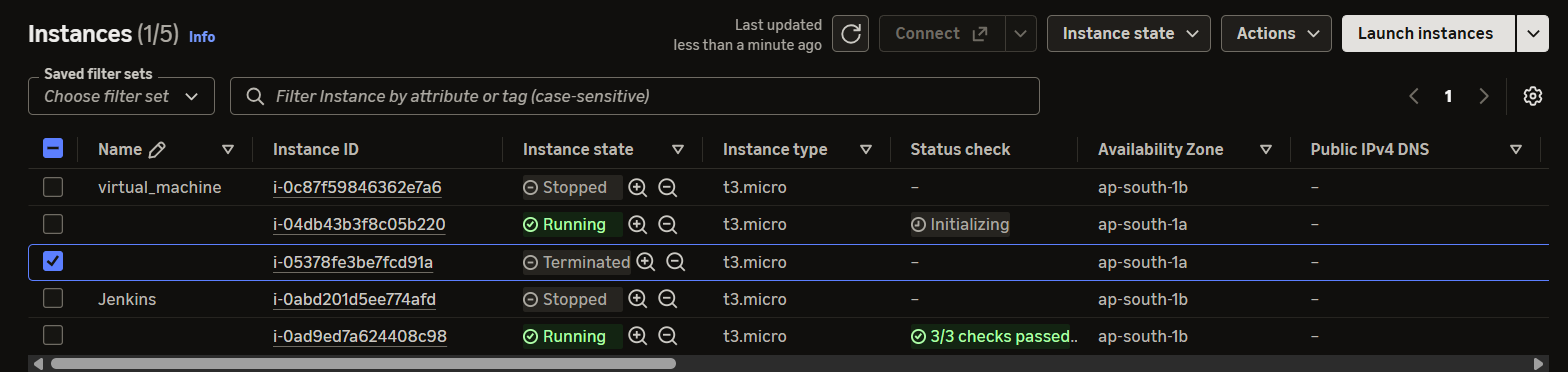 Instances (1/5) Info
Last updated
less than a minute ago
Connect
Instance state
Actions
Launch instances
Saved filter sets
Choose filter set
Filter Instance by attribute or tag (case-sensitive)
1
Name Instance ID Instance state Instance type Status check Availability Zone Public IPv4 DNS
virtual_machine i-0c87f59846362e7a6 Stopped t3.micro – ap-south-1b –
i-04db43b3f8c05b220 Running t3.micro Initializing ap-south-1a –
i-05378fe3be7fcd91a Terminated t3.micro – ap-south-1a –
Jenkins i-0abd201d5ee774afd Stopped t3.micro – ap-south-1b –
i-0ad9ed7a624408c98 Running t3.micro 3/3 checks passed.. ap-south-1b –